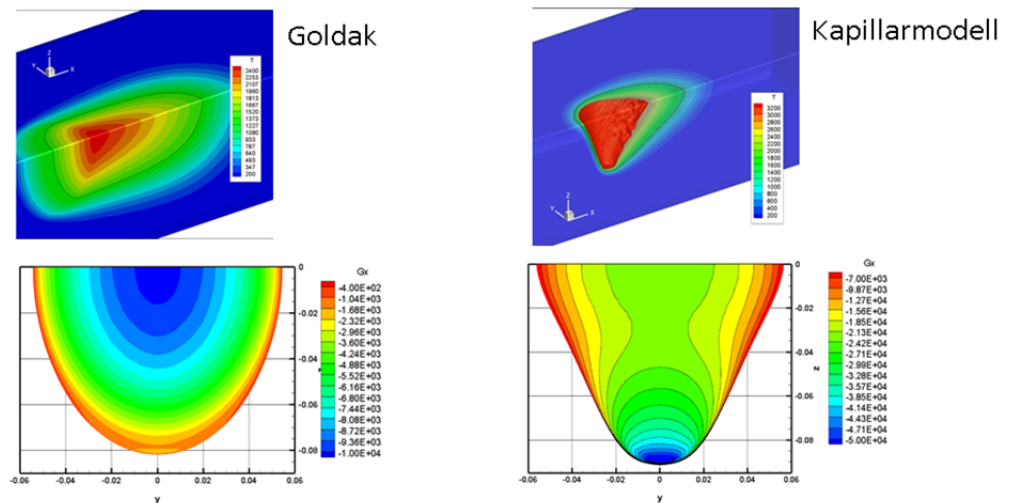 Goldak
Kapillarmodell
Z
Y
X
T
2400
2253
2107
1960
1813
1667
1520
1373
1227
1080
933
787
640
493
347
200
T
3200
3000
2800
2600
2400
2200
2000
1800
1600
1400
1200
1000
800
600
400
200
Z
Y
X
Gx
-4.00E+02
-1.04E+03
-1.68E+03
-2.32E+03
-2.96E+03
-3.60E+03
-4.24E+03
-4.88E+03
-5.52E+03
-6.16E+03
-6.80E+03
-7.44E+03
-8.08E+03
-8.72E+03
-9.36E+03
-1.00E+04
0
-0.02
-0.04
-0.06
-0.08
-0.06 -0.04 -0.02 0 0.02 0.04 0.06
y
Gx
-7.00E+03
-9.87E+03
-1.27E+04
-1.56E+04
-1.85E+04
-2.13E+04
-2.42E+04
-2.71E+04
-2.99E+04
-3.28E+04
-3.57E+04
-3.85E+04
-4.14E+04
-4.43E+04
-4.71E+04
-5.00E+04
0
-0.02
-0.04
z
-0.06
-0.08
-0.06 -0.04 -0.02 0 0.02 0.04 0.06
y